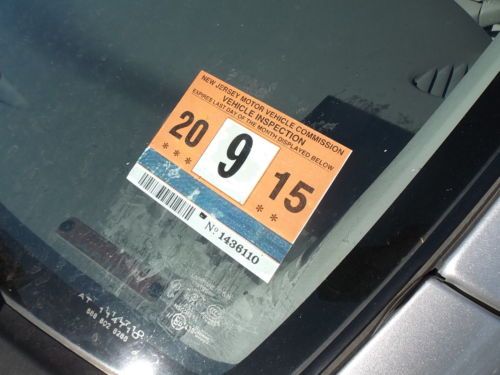 NEW JERSEY MOTOR VEHICLE COMMISSION
VEHICLE INSPECTION
EXPIRES LAST DAY OF THE MONTH DISPLAYED BELOW
20 9 15
No 1436110